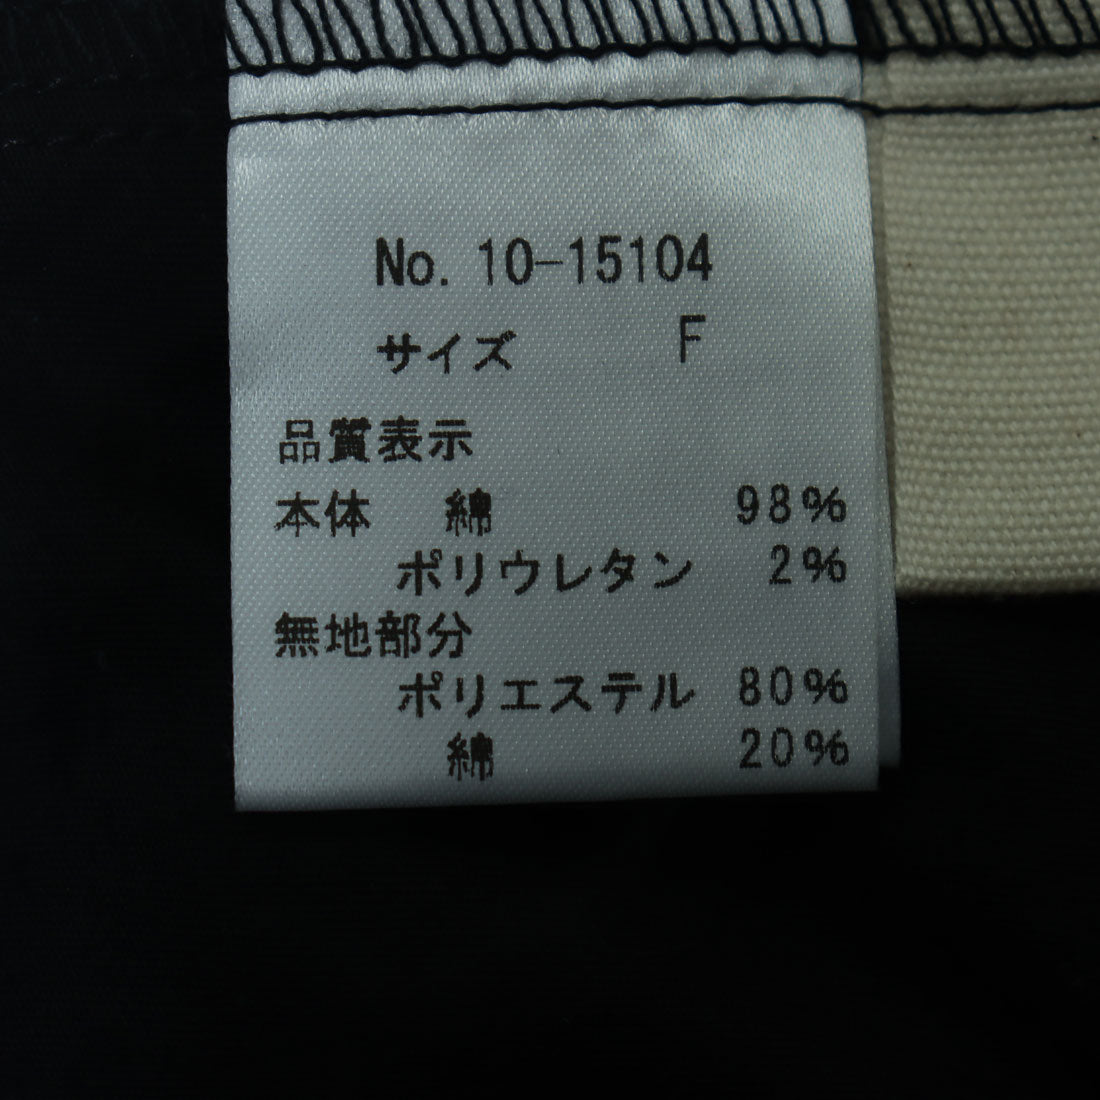 No. 10-15104
サイズ F
品質表示
本体 綿 98%
ポリウレタン 2%
無地部分
ポリエステル 80%
綿 20%